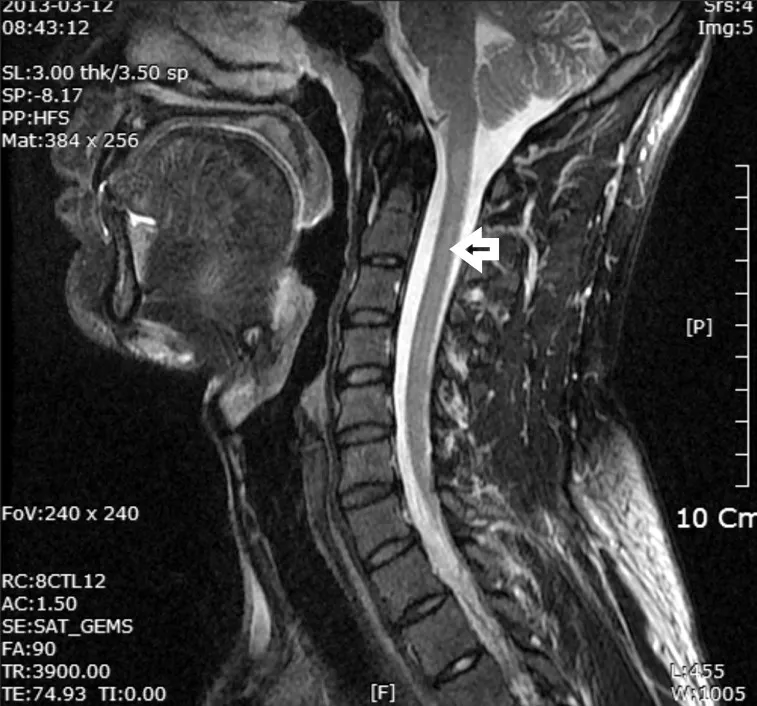 2013-03-12
08:43:12
Srs:4
Img:5
SL:3.00 thk/3.50 sp
SP:-8.17
PP:HFS
Mat:384 x 256
[P]
FoV:240 x 240
10 Cm
RC:8CTL12
AC:1.50
SE:SAT_GEMS
FA:90
TR:3900.00
TE:74.93 TI:0.00
[F]
L:455
W:1005